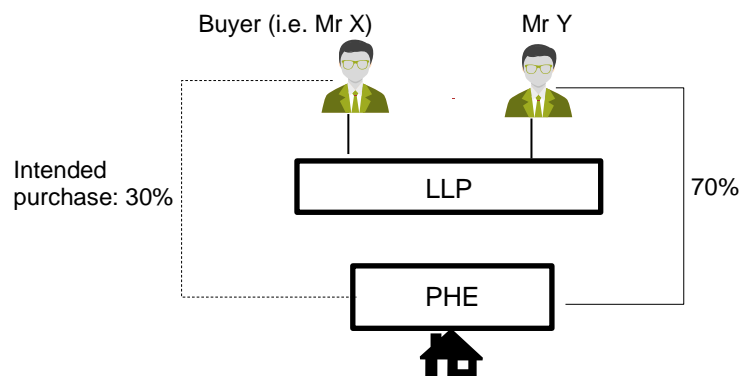 Buyer (i.e. Mr X)
Mr Y
Intended
purchase: 30%
LLP
70%
PHE